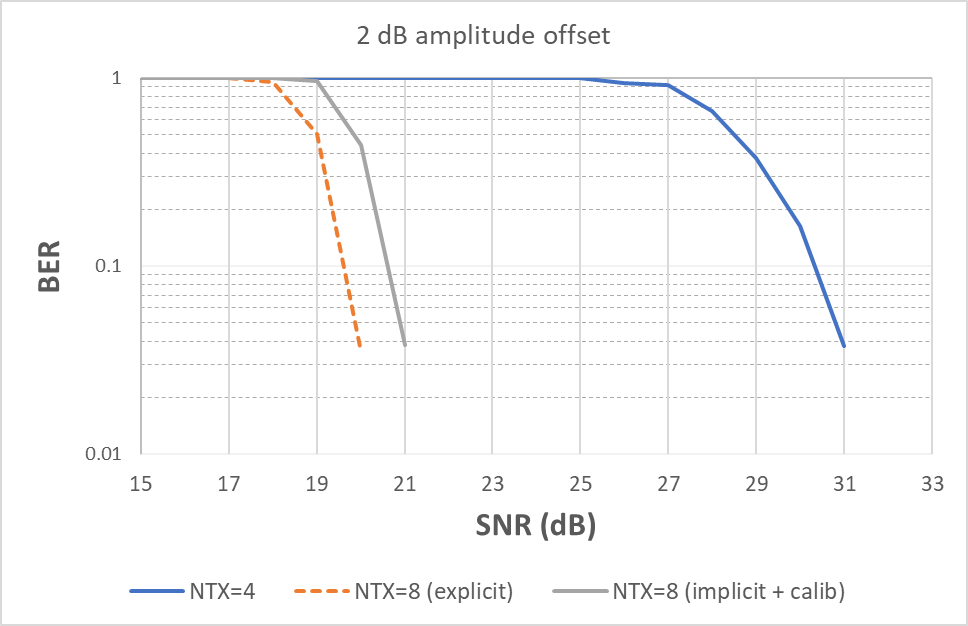 2 dB amplitude offset
1
0.1
0.01
BER
15 17 19 21 23 25 27 29 31 33
SNR (dB)
NTX=4 NTX=8 (explicit) NTX=8 (implicit + calib)